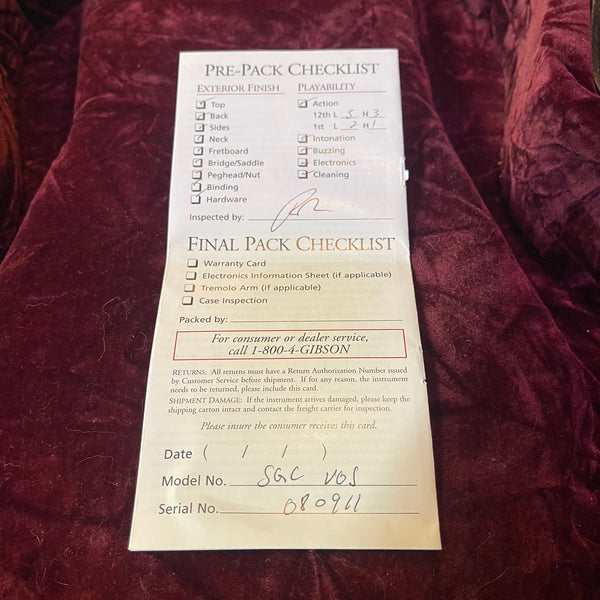 PRE-PACK CHECKLIST
EXTERIOR FINISH PLAYABILITY
Top
Back
Sides
Neck
Fretboard
Bridge/Saddle
Peghead/Nut
Binding
Hardware
Action
12th L 5 H 3
1st L 2 H 1
Intonation
Buzzing
Electronics
Cleaning
Inspected by:
FINAL PACK CHECKLIST
Warranty Card
Electronics Information Sheet (if applicable)
Tremolo Arm (if applicable)
Case Inspection
Packed by:
For consumer or dealer service,
call 1-800-4-GIBSON
RETURNS: All returns must have a Return Authorization Number issued
by Customer Service before shipment. If for any reason, the instrument
needs to be returned, please include this card.
SHIPMENT DAMAGE: If the instrument arrives damaged, please keep the
shipping carton intact and contact the freight carrier for inspection.
Please insure the consumer receives this card.
Date ( / / )
Model No. SGC VOS
Serial No. 080911